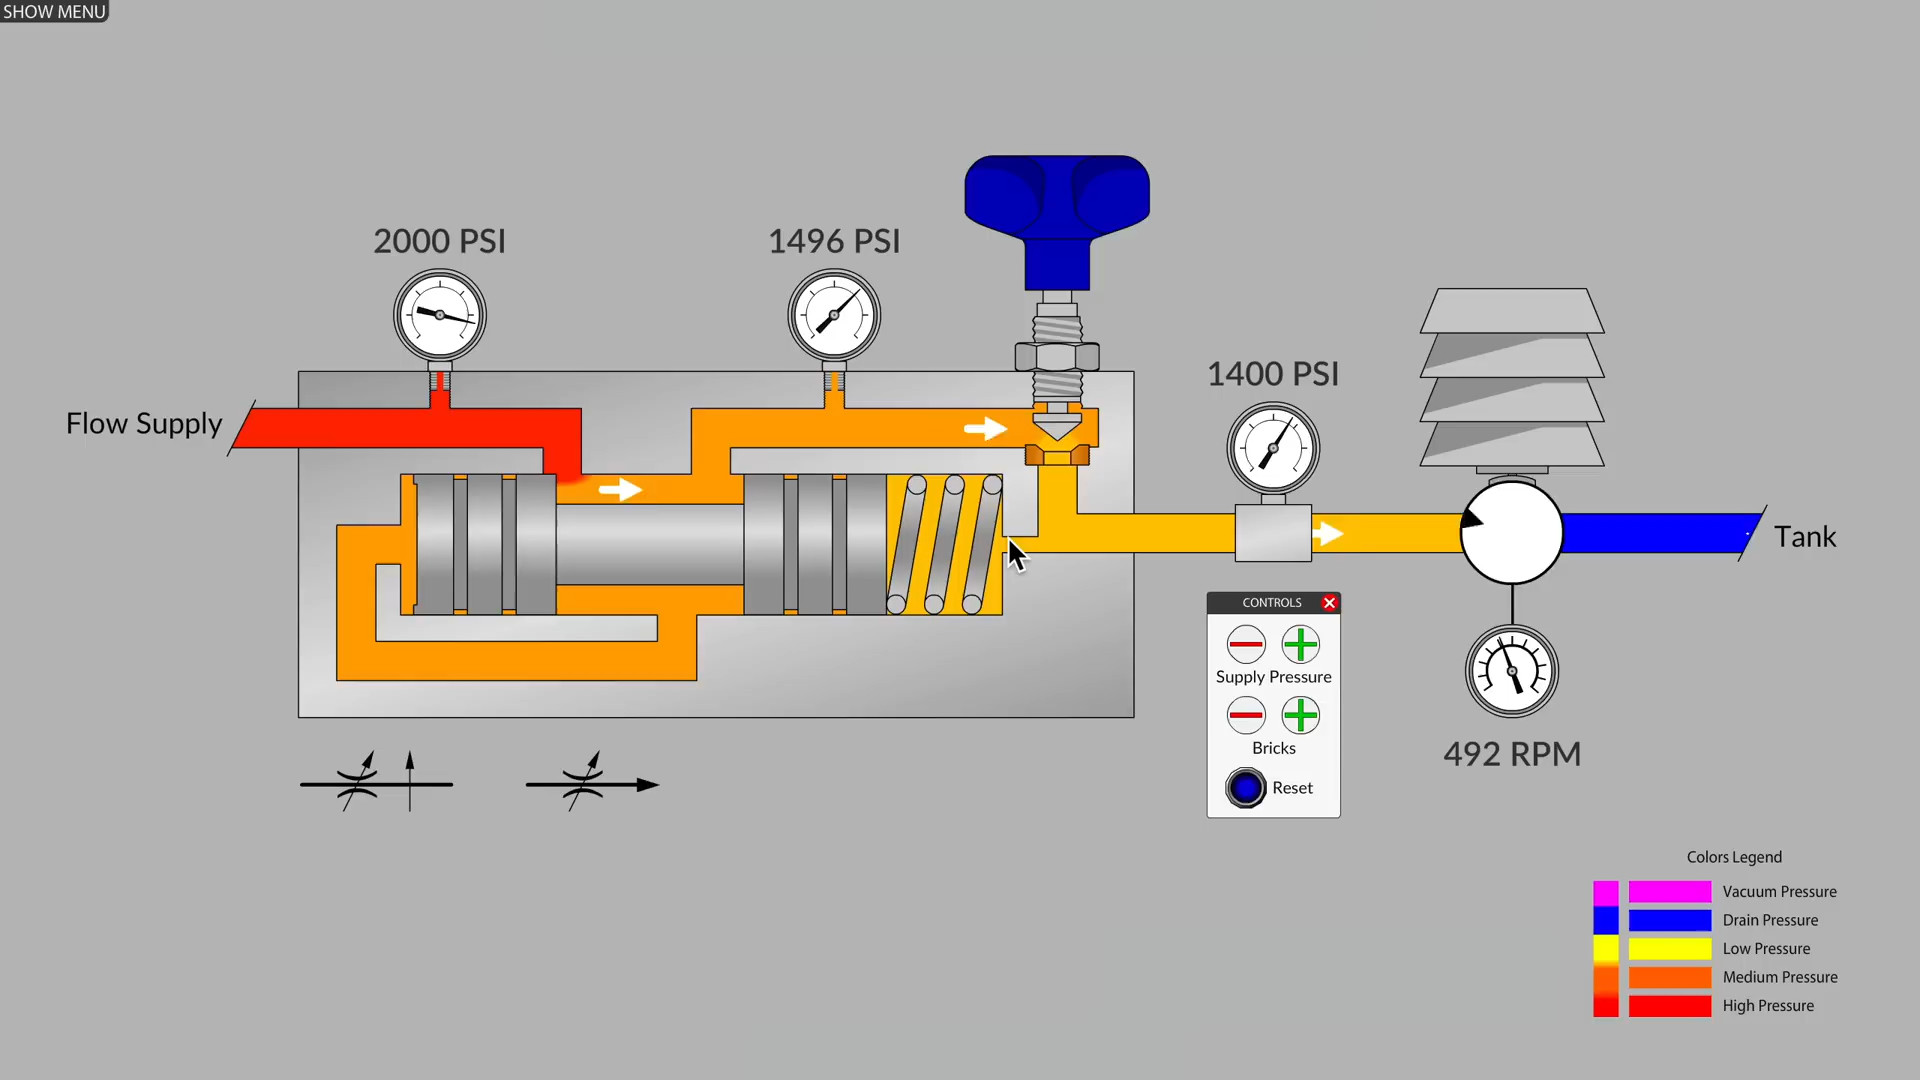 SHOW MENU
2000 PSI
1496 PSI
1400 PSI
Flow Supply
Tank
CONTROLS
Supply Pressure
Bricks
Reset
492 RPM
Colors Legend
Vacuum Pressure
Drain Pressure
Low Pressure
Medium Pressure
High Pressure